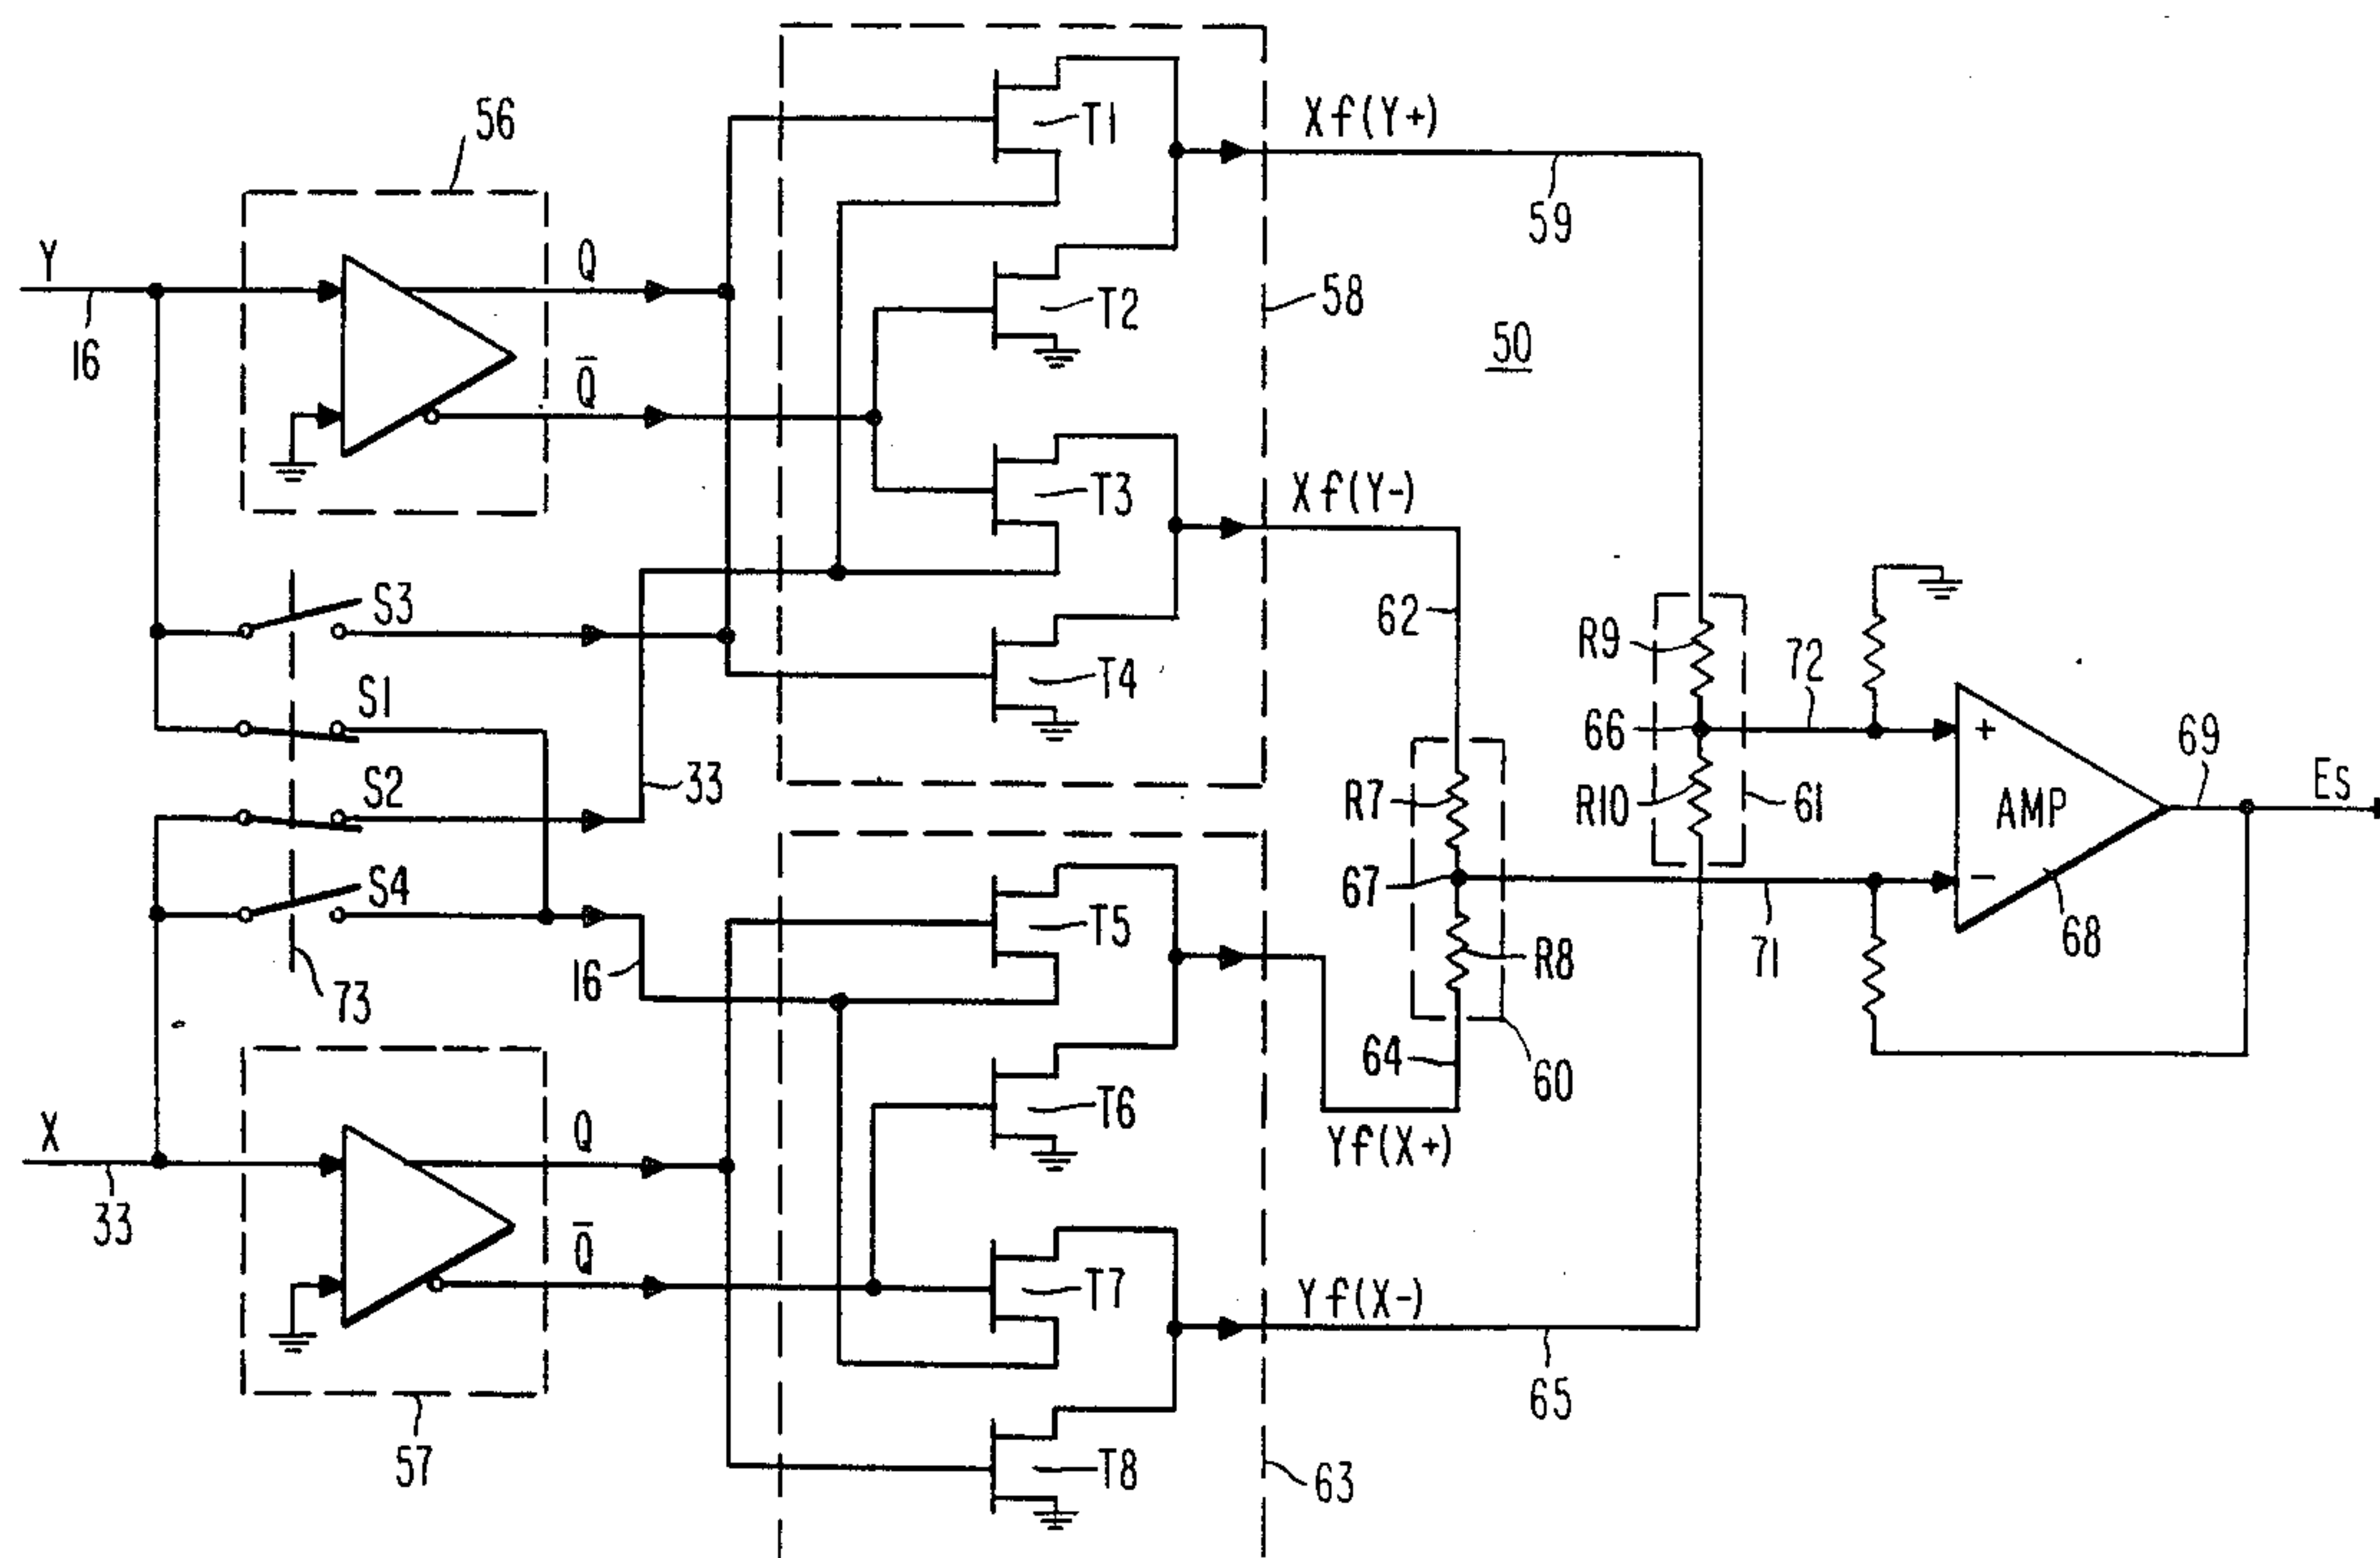 56
T1
Xf(Y+)
59
Y
Q
16
T2
58
50
Q̄
T3
Xf(Y-)
S3
62
R9
72
T4
66
S1
69
Es
S2
33
R7
R10
61
AMP
S4
67
T5
16
R8
71
68
73
64
60
T6
X
Q
Yf(X+)
33
Q̄
T7
Yf(X-)
65
57
T8
63
+
-